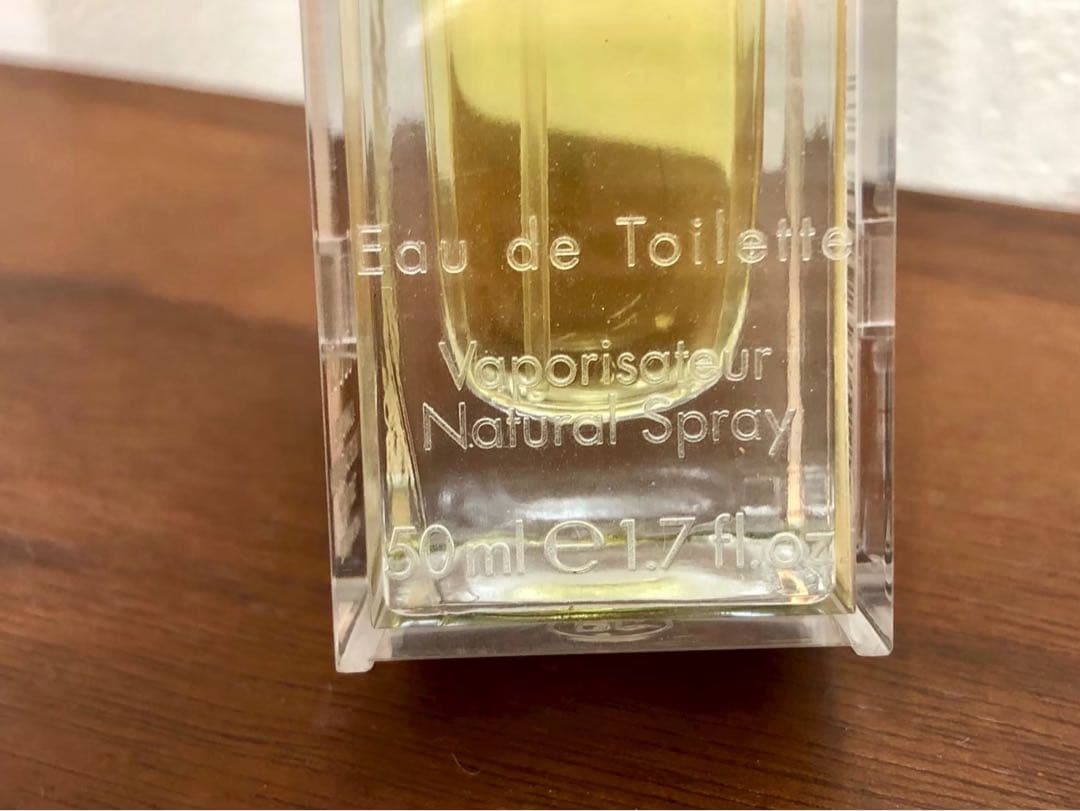 Eau de Toilette
Vaporisateur
Natural Spray
50ml e 1.7 fl.oz